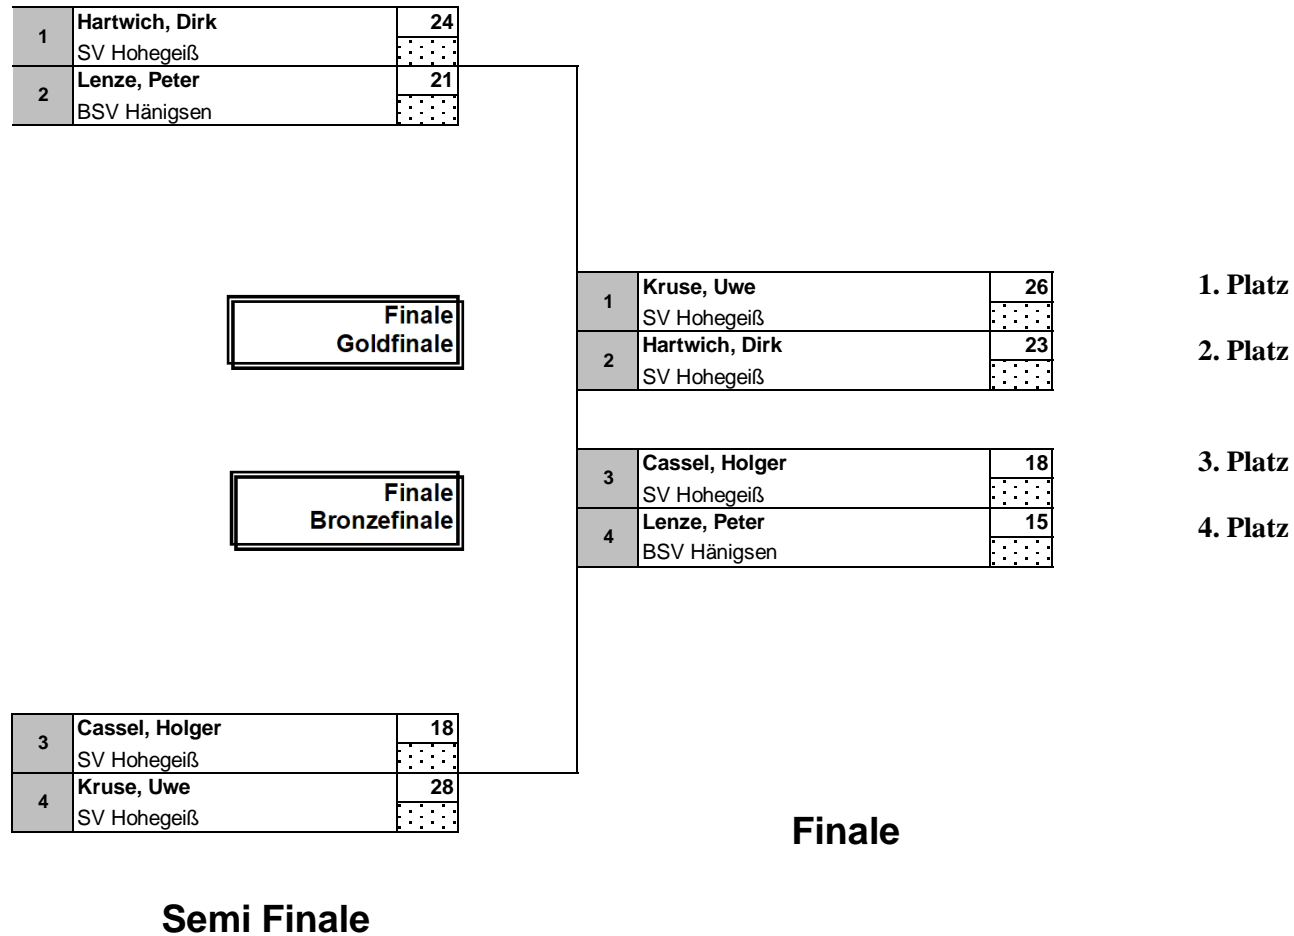 1 Hartwich, Dirk 24
SV Hohegeiß
2 Lenze, Peter 21
BSV Hänigsen
Finale
Goldfinale
1 Kruse, Uwe 26 1. Platz
SV Hohegeiß
2 Hartwich, Dirk 23 2. Platz
SV Hohegeiß
Finale
Bronzefinale
3 Cassel, Holger 18 3. Platz
SV Hohegeiß
4 Lenze, Peter 15 4. Platz
BSV Hänigsen
3 Cassel, Holger 18
SV Hohegeiß
4 Kruse, Uwe 28
SV Hohegeiß
Finale
Semi Finale